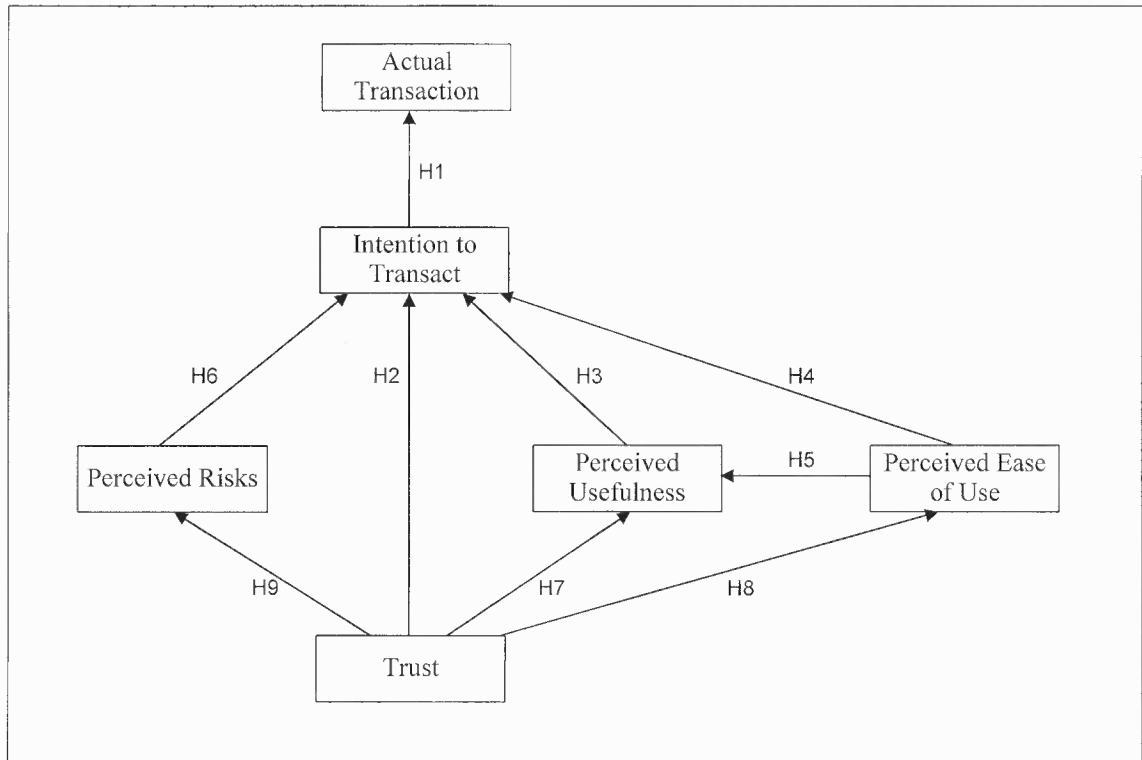 Actual
Transaction
H1
Intention to
Transact
H6
H2
H3
H4
Perceived Risks
Perceived
Usefulness
H5
Perceived Ease
of Use
H9
H7
H8
Trust